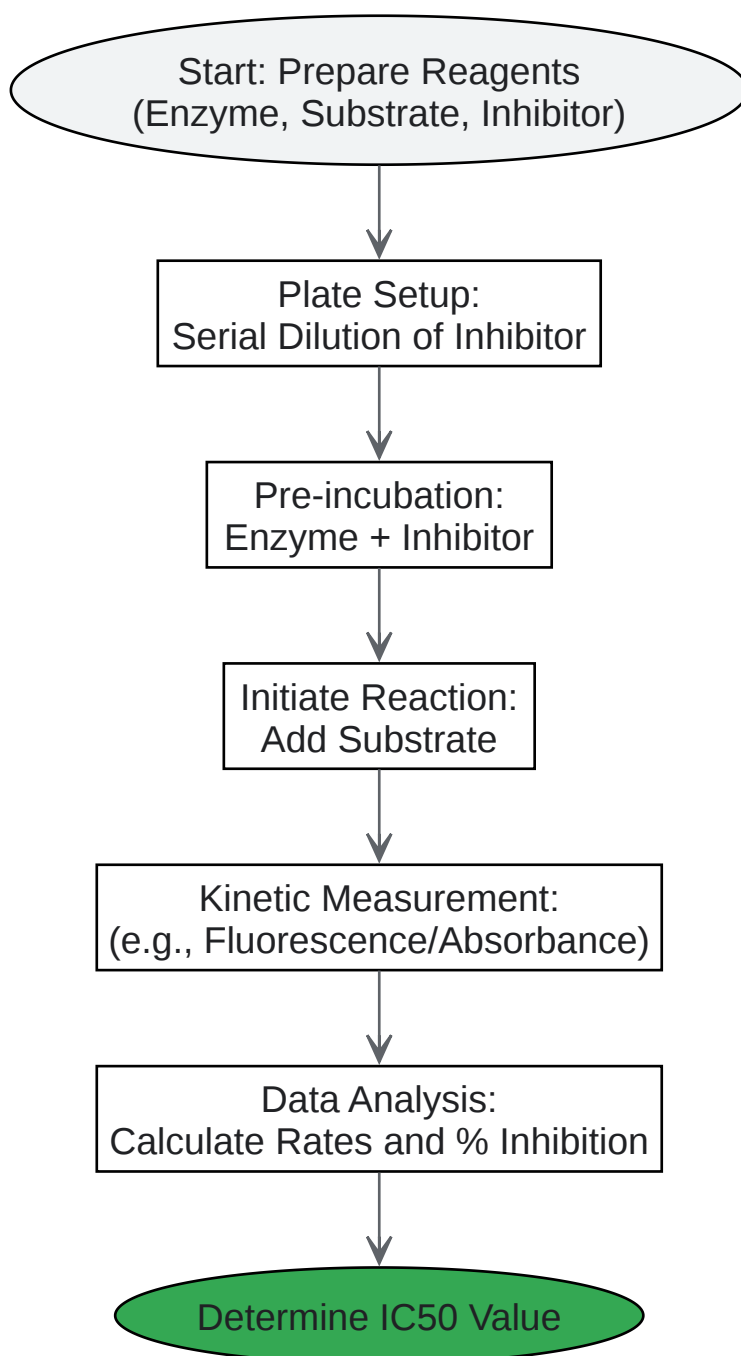 Start: Prepare Reagents
(Enzyme, Substrate, Inhibitor)
Plate Setup:
Serial Dilution of Inhibitor
Pre-incubation:
Enzyme + Inhibitor
Initiate Reaction:
Add Substrate
Kinetic Measurement:
(e.g., Fluorescence/Absorbance)
Data Analysis:
Calculate Rates and % Inhibition
Determine IC50 Value